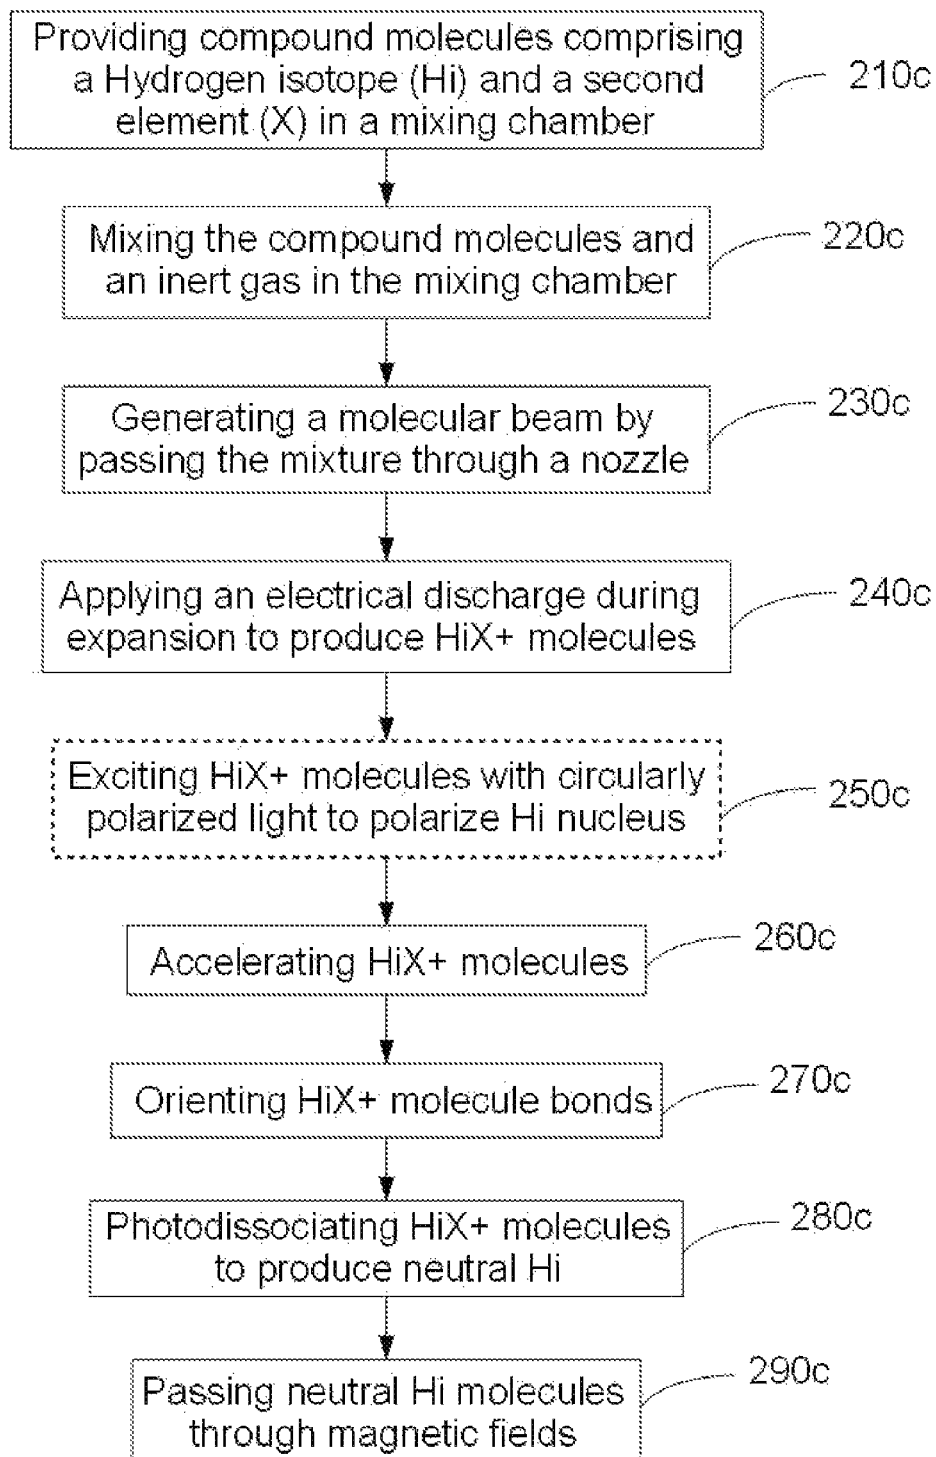 Providing compound molecules comprising
a Hydrogen isotope (Hi) and a second
element (X) in a mixing chamber
210c
Mixing the compound molecules and
an inert gas in the mixing chamber
220c
Generating a molecular beam by
passing the mixture through a nozzle
230c
Applying an electrical discharge during
expansion to produce HiX+ molecules
240c
Exciting HiX+ molecules with circularly
polarized light to polarize Hi nucleus
250c
Accelerating HiX+ molecules
260c
Orienting HiX+ molecule bonds
270c
Photodissociating HiX+ molecules
to produce neutral Hi
280c
Passing neutral Hi molecules
through magnetic fields
290c